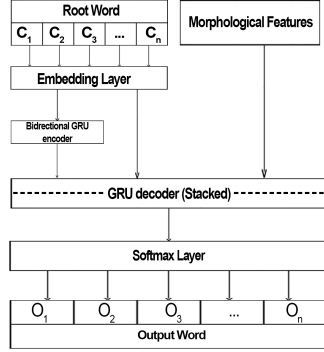 Root Word
Morphological Features
C1 C2 C3 ... Cn
Embedding Layer
Bidrectional GRU
encoder
GRU decoder (Stacked)
Softmax Layer
O1 O2 O3 ... On
Output Word